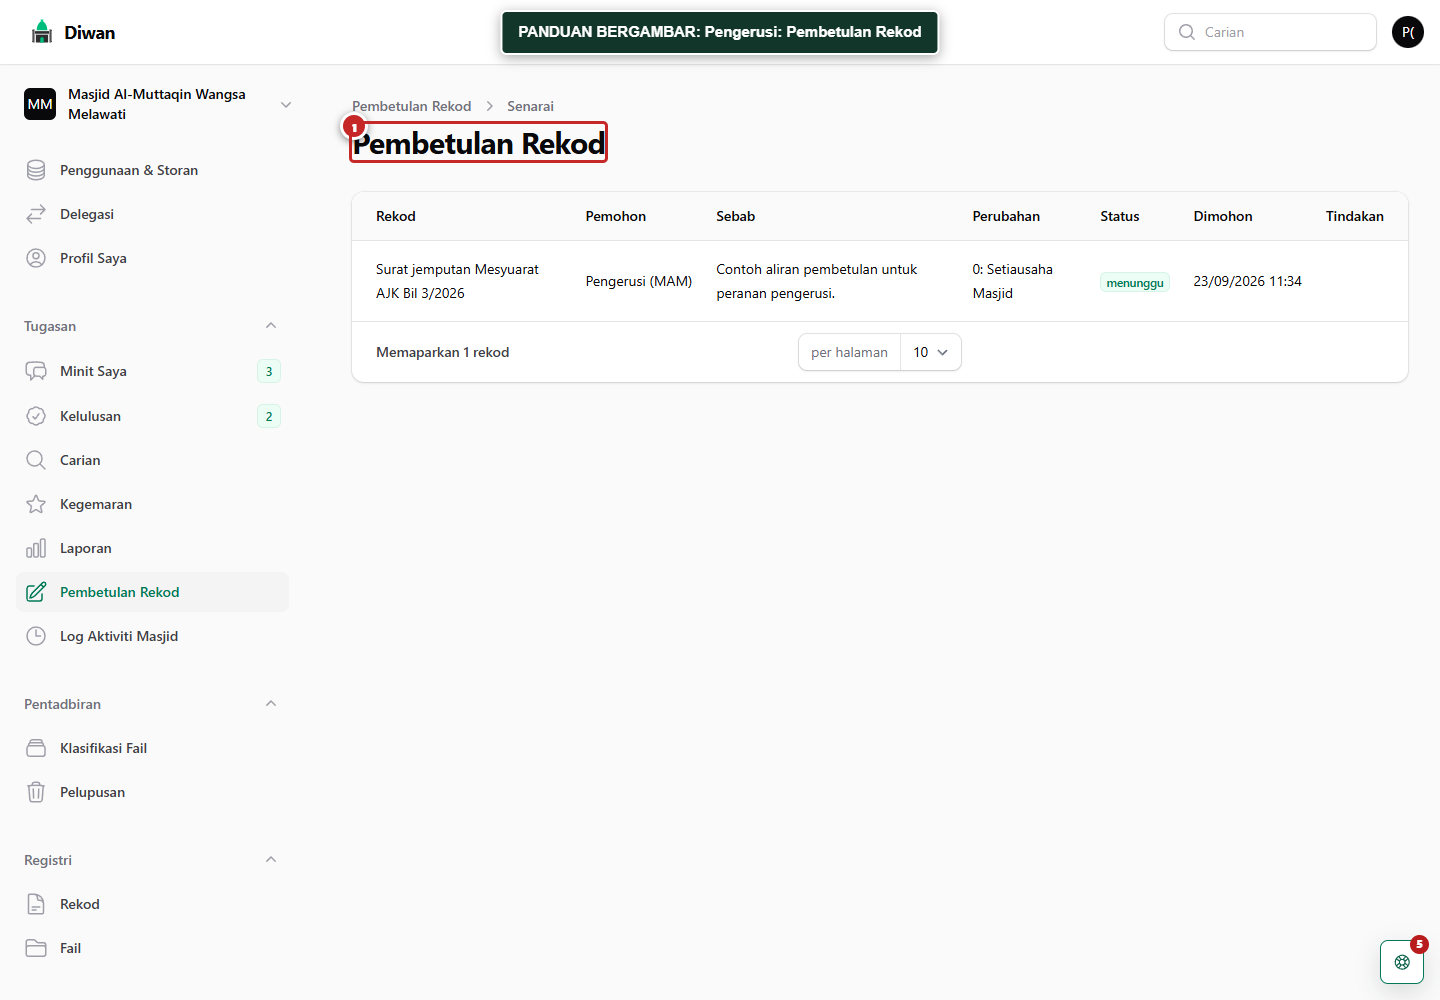 Diwan
PANDUAN BERGAMBAR: Pengerusi: Pembetulan Rekod
Carian
P(
MM
Masjid Al-Muttaqin Wangsa
Melawati
Penggunaan & Storan
Delegasi
Profil Saya
Tugasan
Minit Saya
3
Kelulusan
2
Carian
Kegemaran
Laporan
Pembetulan Rekod
Log Aktiviti Masjid
Pentadbiran
Klasifikasi Fail
Pelupusan
Registri
Rekod
Fail
Pembetulan Rekod > Senarai
1
Pembetulan Rekod
Rekod Pemohon Sebab Perubahan Status Dimohon Tindakan
Surat jemputan Mesyuarat
AJK Bil 3/2026
Pengerusi (MAM)
Contoh aliran pembetulan untuk
peranan pengerusi.
0: Setiausaha
Masjid
menunggu
23/09/2026 11:34
Memaparkan 1 rekod
per halaman 10
5